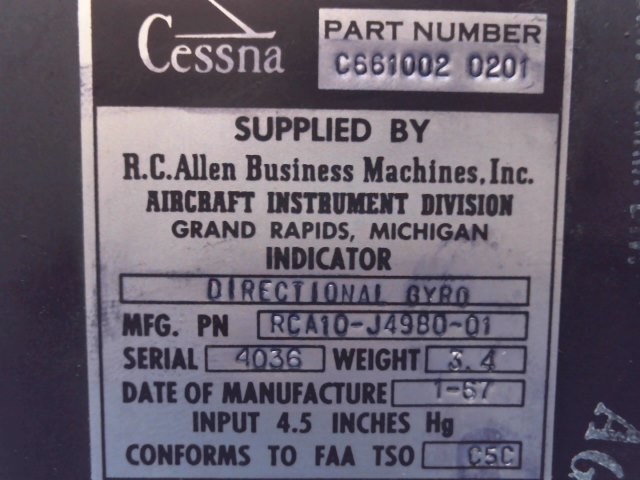 Cessna
PART NUMBER
C661002 0201
SUPPLIED BY
R.C.Allen Business Machines, Inc.
AIRCRAFT INSTRUMENT DIVISION
GRAND RAPIDS, MICHIGAN
INDICATOR
DIRECTIONAL GYRO
MFG. PN RCA10-J49B0-01
SERIAL 4036 WEIGHT 3.4
DATE OF MANUFACTURE 1-67
INPUT 4.5 INCHES Hg
CONFORMS TO FAA TSO C5C